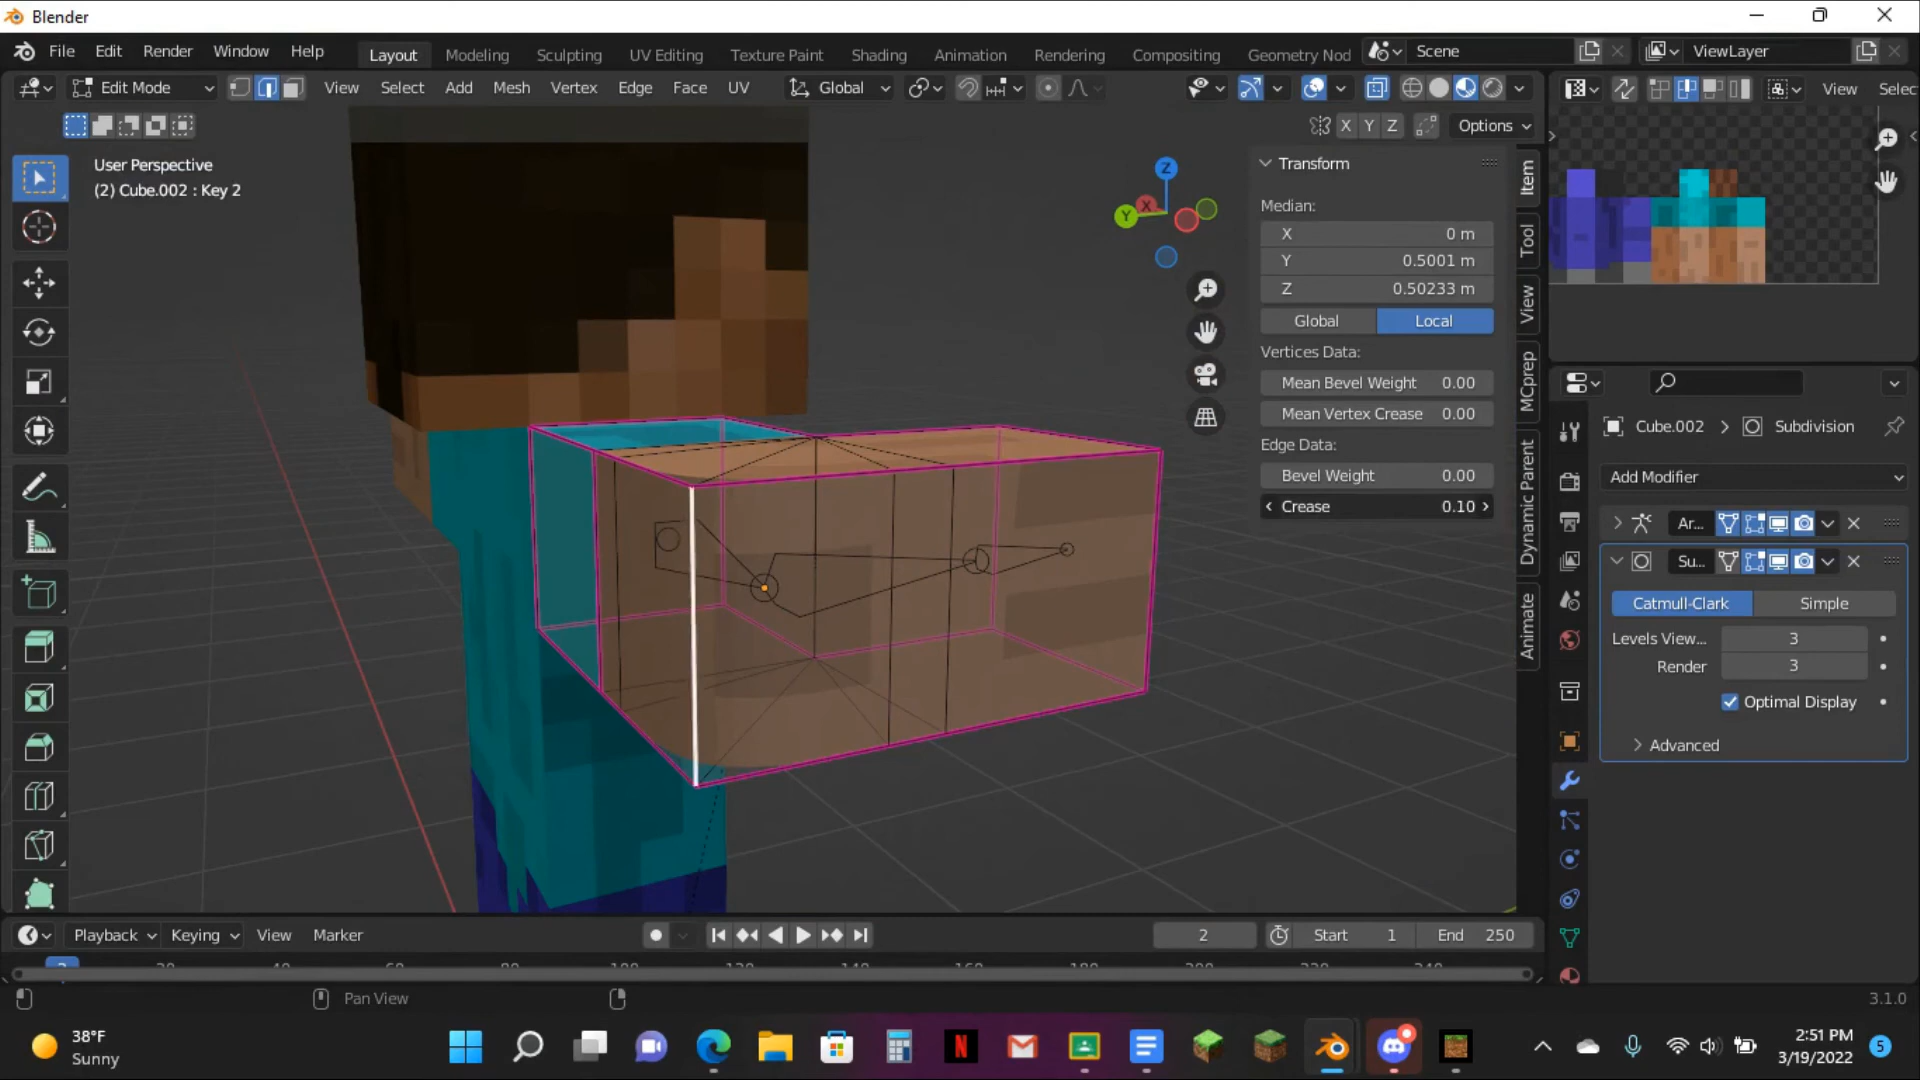 Blender
File Edit Render Window Help
Layout Modeling Sculpting UV Editing Texture Paint Shading Animation Rendering Compositing Geometry Nod
Scene
ViewLayer
Edit Mode
View Select Add Mesh Vertex Edge Face UV
Global
View Selec
X Y Z
Options
User Perspective
(2) Cube.002 : Key 2
Z
X
Y
Transform
Median:
X 0 m
Y 0.5001 m
Z 0.50233 m
Global Local
Vertices Data:
Mean Bevel Weight 0.00
Mean Vertex Crease 0.00
Edge Data:
Bevel Weight 0.00
Crease 0.10
Item
Tool
View
MCprep
Dynamic Parent
Animate
Cube.002 > Subdivision
Add Modifier
Ar...
Su...
Catmull-Clark Simple
Levels View... 3
Render 3
Optimal Display
Advanced
Playback Keying View Marker
2
Start 1
End 250
Pan View
3.1.0
38°F
Sunny
N
2:51 PM
3/19/2022
5